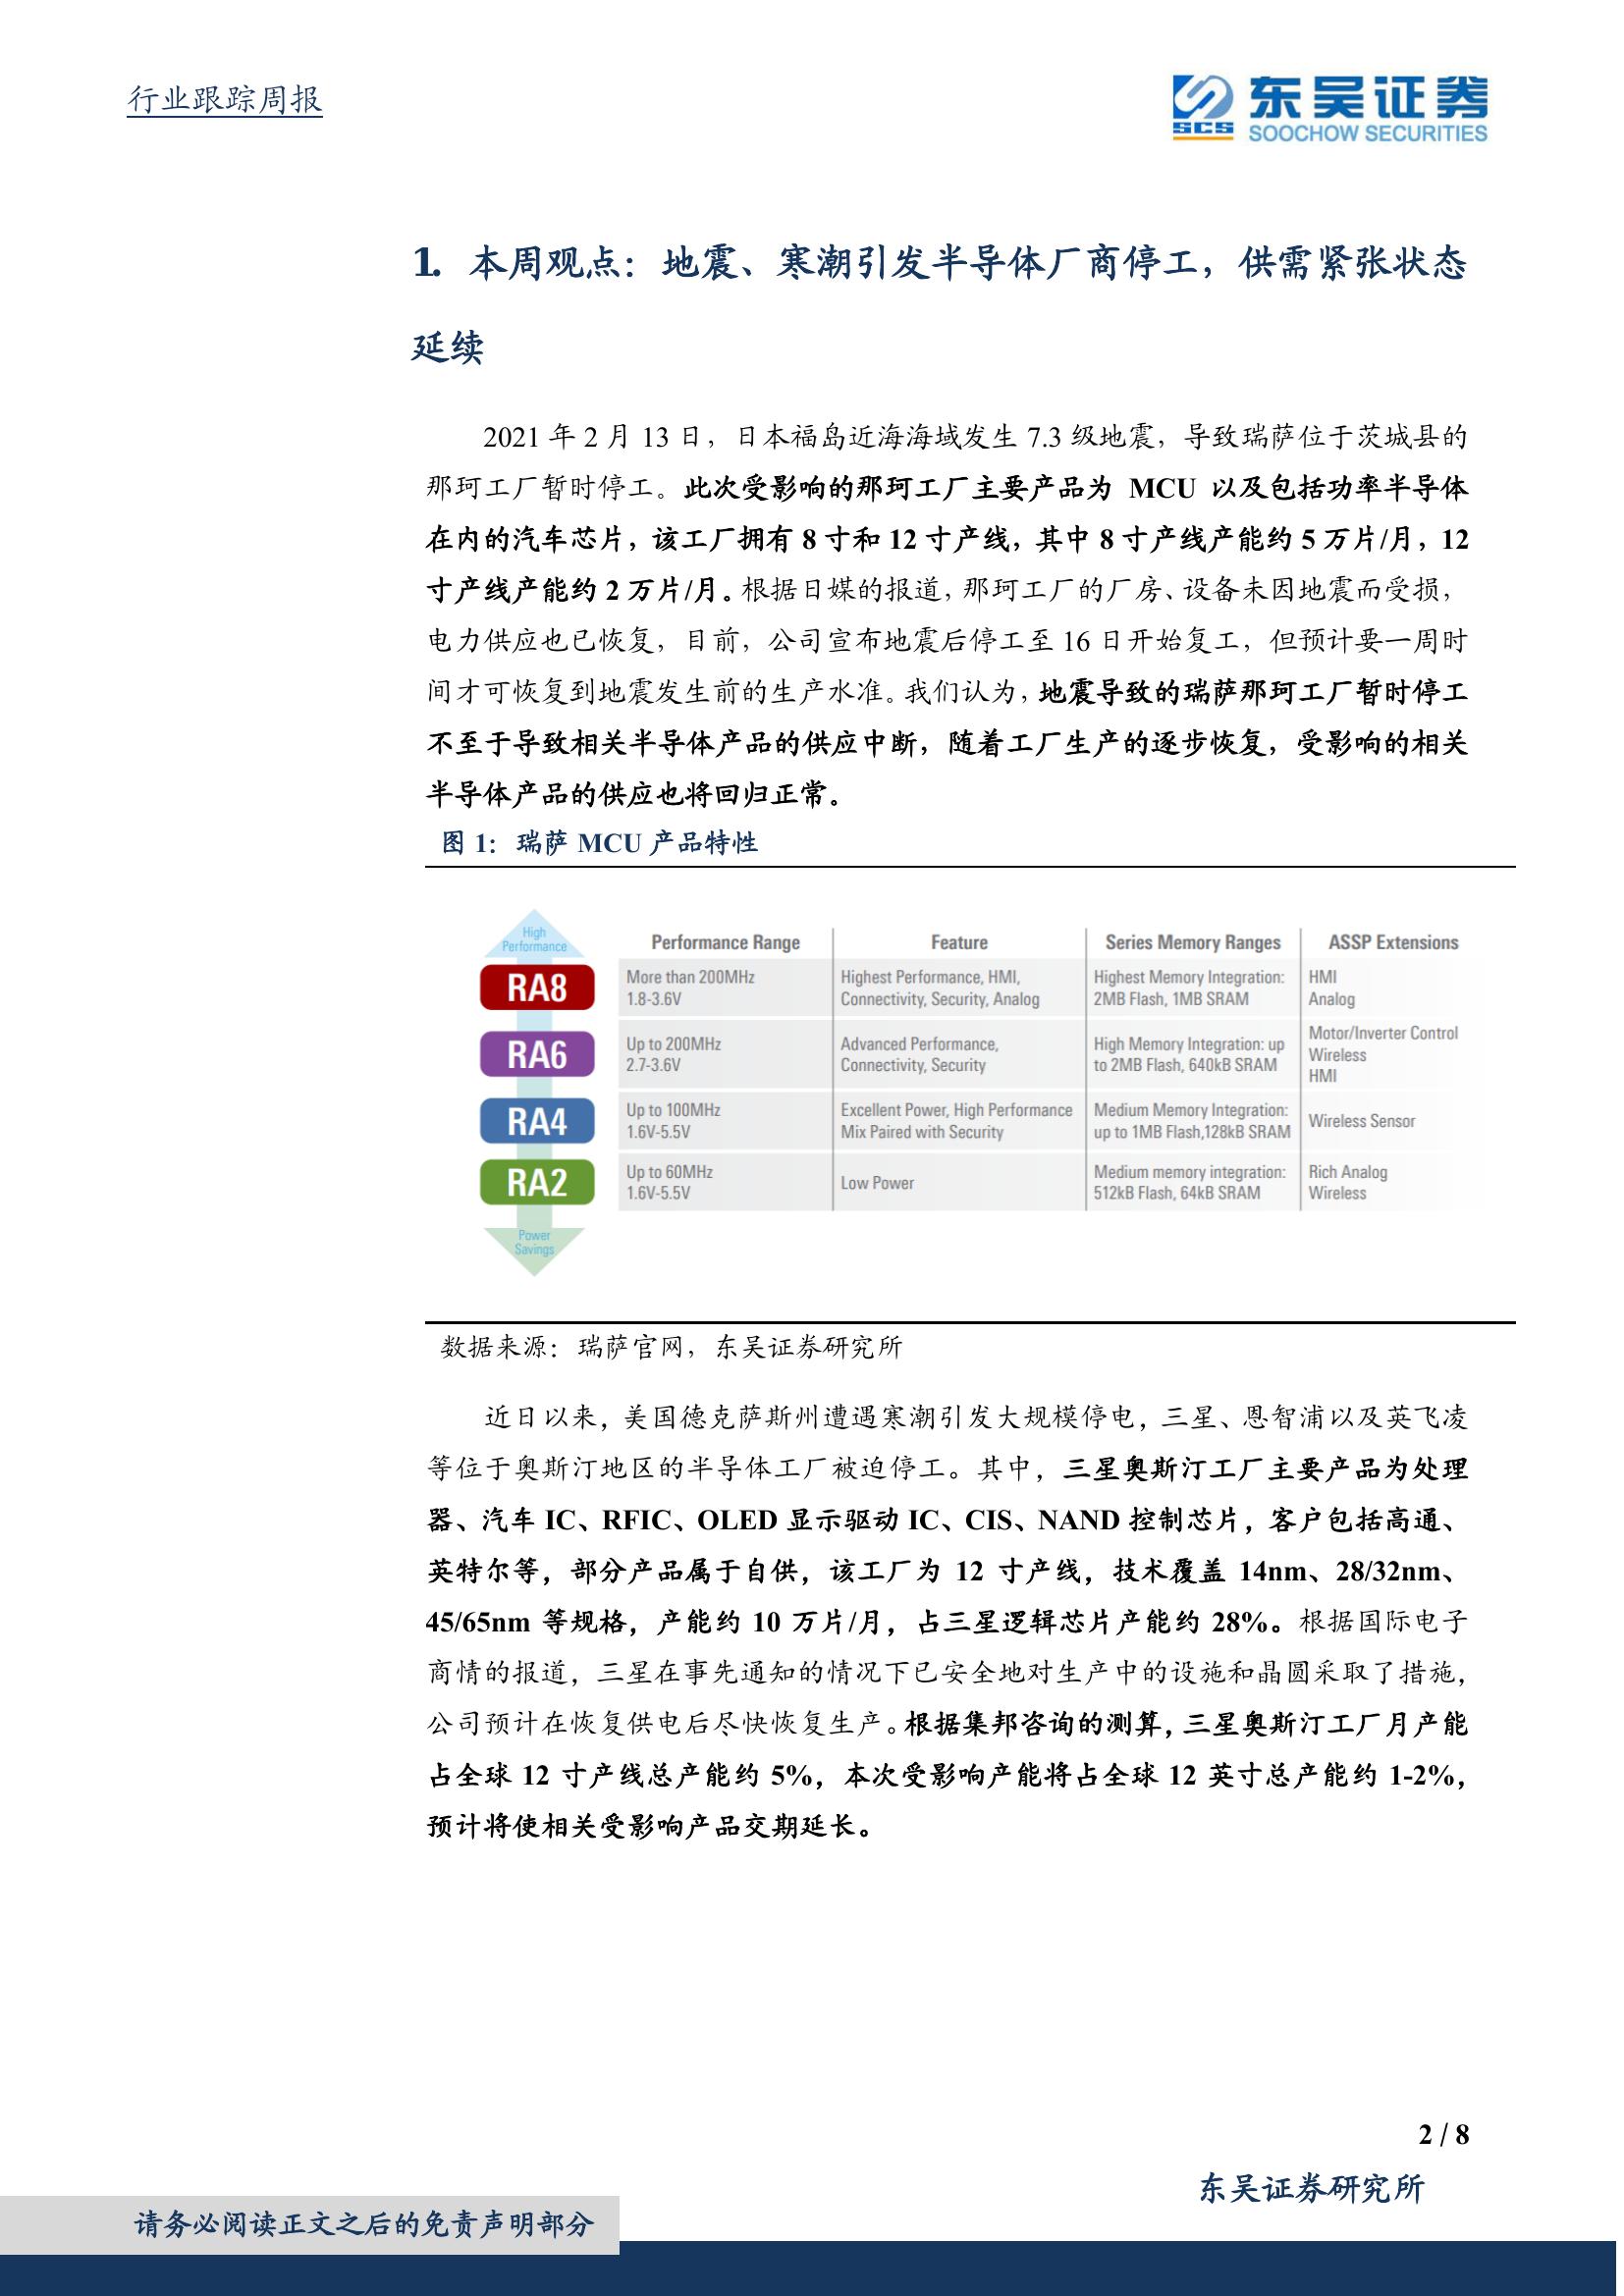 行业跟踪周报
SCS
东吴证券
SOOCHOW SECURITIES
1. 本周观点：地震、寒潮引发半导体厂商停工，供需紧张状态
延续
2021 年 2 月 13 日，日本福岛近海海域发生 7.3 级地震，导致瑞萨位于茨城县的
那珂工厂暂时停工。此次受影响的那珂工厂主要产品为 MCU 以及包括功率半导体
在内的汽车芯片，该工厂拥有 8 寸和 12 寸产线，其中 8 寸产线产能约 5 万片/月，12
寸产线产能约 2 万片/月。根据日媒的报道，那珂工厂的厂房、设备未因地震而受损，
电力供应也已恢复，目前，公司宣布地震后停工至 16 日开始复工，但预计要一周时
间才可恢复到地震发生前的生产水准。我们认为，地震导致的瑞萨那珂工厂暂时停工
不至于导致相关半导体产品的供应中断，随着工厂生产的逐步恢复，受影响的相关
半导体产品的供应也将回归正常。
图 1：瑞萨 MCU 产品特性
High
Performance
Performance Range Feature Series Memory Ranges ASSP Extensions
RA8
More than 200MHz
1.8-3.6V
Highest Performance, HMI,
Connectivity, Security, Analog
Highest Memory Integration:
2MB Flash, 1MB SRAM
HMI
Analog
RA6
Up to 200MHz
2.7-3.6V
Advanced Performance,
Connectivity, Security
High Memory Integration: up
to 2MB Flash, 640kB SRAM
Motor/Inverter Control
Wireless
HMI
RA4
Up to 100MHz
1.6V-5.5V
Excellent Power, High Performance
Mix Paired with Security
Medium Memory Integration:
up to 1MB Flash,128kB SRAM
Wireless Sensor
RA2
Up to 60MHz
1.6V-5.5V
Low Power
Medium memory integration:
512kB Flash, 64kB SRAM
Rich Analog
Wireless
Power
Savings
数据来源：瑞萨官网，东吴证券研究所
近日以来，美国德克萨斯州遭遇寒潮引发大规模停电，三星、恩智浦以及英飞凌
等位于奥斯汀地区的半导体工厂被迫停工。其中，三星奥斯汀工厂主要产品为处理
器、汽车 IC、RFIC、OLED 显示驱动 IC、CIS、NAND 控制芯片，客户包括高通、
英特尔等，部分产品属于自供，该工厂为 12 寸产线，技术覆盖 14nm、28/32nm、
45/65nm 等规格，产能约 10 万片/月，占三星逻辑芯片产能约 28%。根据国际电子
商情的报道，三星在事先通知的情况下已安全地对生产中的设施和晶圆采取了措施，
公司预计在恢复供电后尽快恢复生产。根据集邦咨询的测算，三星奥斯汀工厂月产能
占全球 12 寸产线总产能约 5%，本次受影响产能将占全球 12 英寸总产能约 1-2%，
预计将使相关受影响产品交期延长。
2 / 8
东吴证券研究所
请务必阅读正文之后的免责声明部分